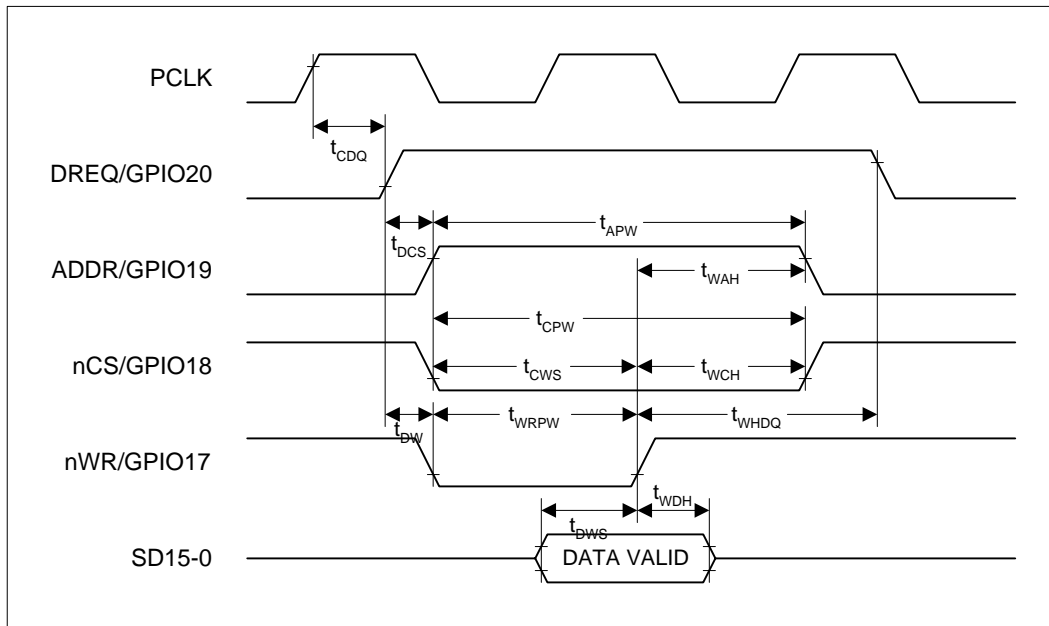 PCLK
tCDQ
DREQ/GPIO20
tAPW
tDCS
ADDR/GPIO19
tWAH
tCPW
nCS/GPIO18
tCWS
tWCH
tWRPW
tWHDQ
tDW
nWR/GPIO17
tWDH
tDWS
SD15-0
DATA VALID